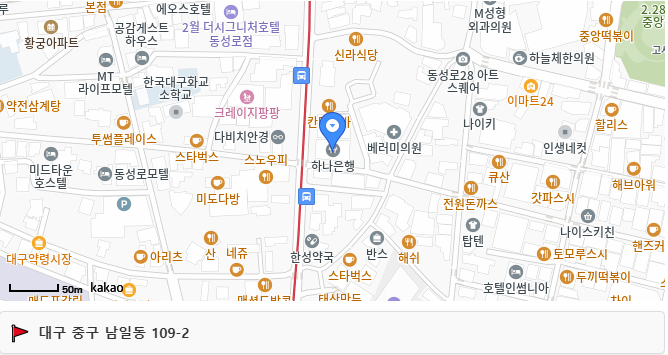 본점
에오스호텔
M성형
외과의원
2.28
중앙떡볶이
황궁아파트
공감게스트
하우스
2월 더시그니처호텔
동성로점
신라식당
하늘체한의원
MT
라이프모텔
한국대구화교
소학교
동성로28 아트
스퀘어
이마트24
약전삼계탕
크레이지팡팡
나이키
할리스
투썸플레이스
다비치안경
베러미의원
인생네컷
스타벅스
스노우피
하나은행
미드타운
호스텔
동성로모텔
큐산
해브아워
미도다방
전원돈까스
갓파스시
P
나이스키친
탑텐
핸즈커
대구약령시장
아리츠
산
네쥬
한성약국
반스
해쉬
토모루스시
스타벅스
호텔인썸니아
두끼떡볶이
50m
kakao
대구 중구 남일동 109-2